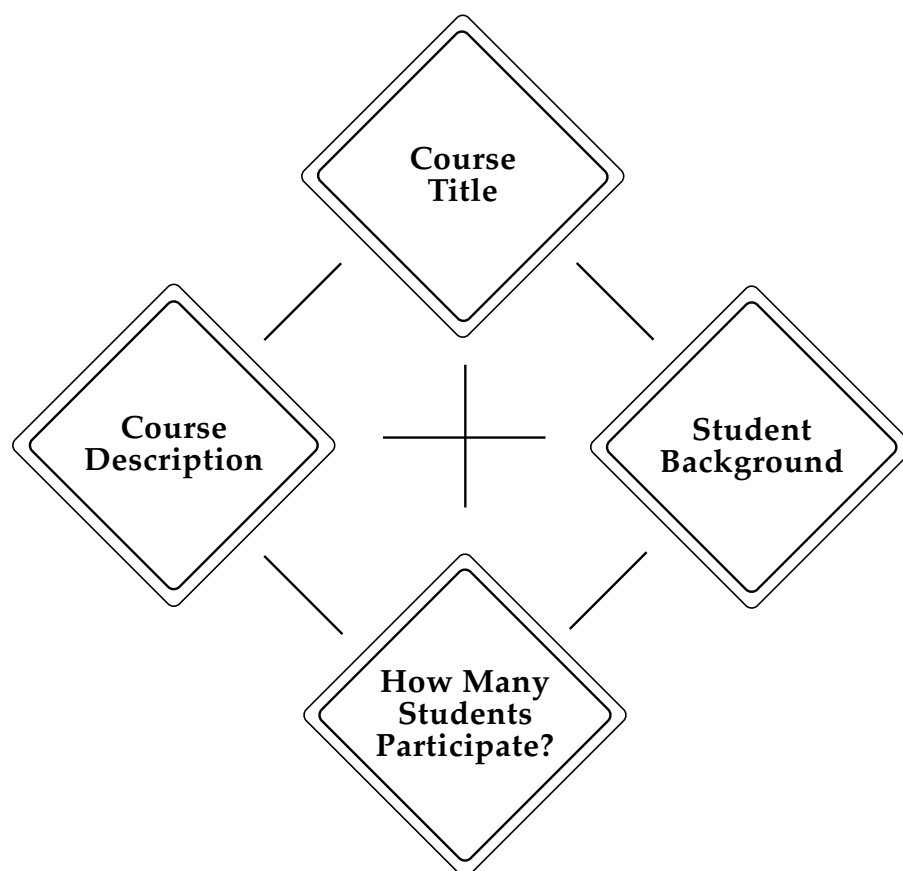 Course
Title
Course
Description
Student
Background
How Many
Students
Participate?